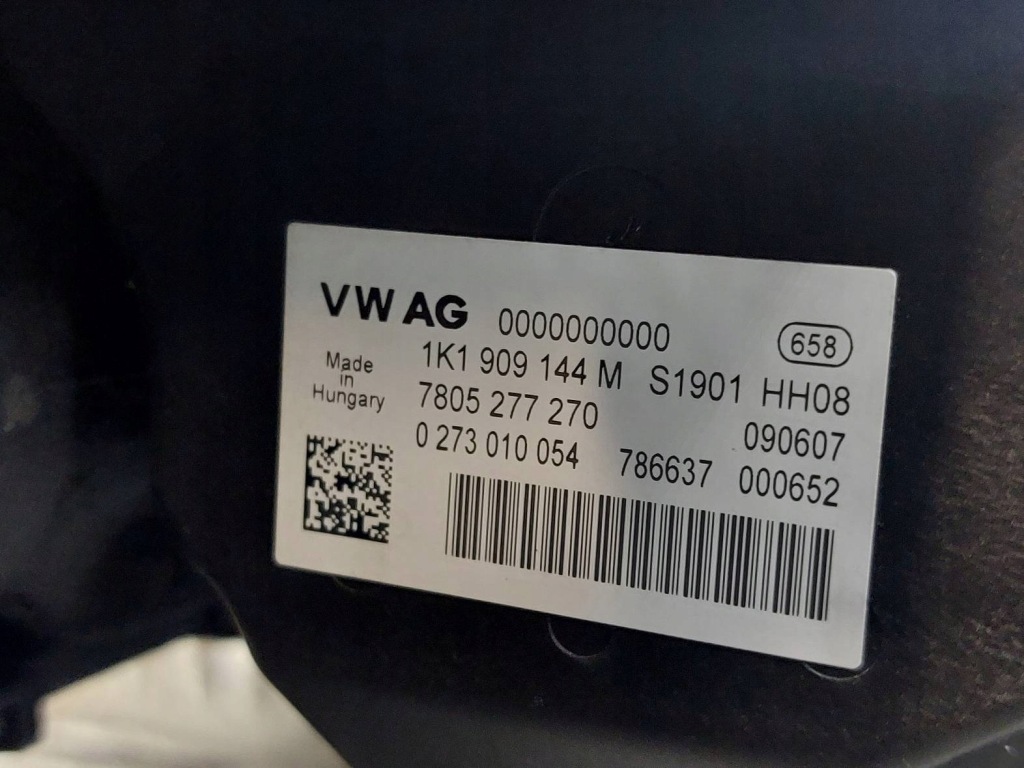 VW AG 0000000000 658
Made in Hungary
1K1 909 144 M S1901 HH08
7805 277 270 090607
0 273 010 054 786637 000652